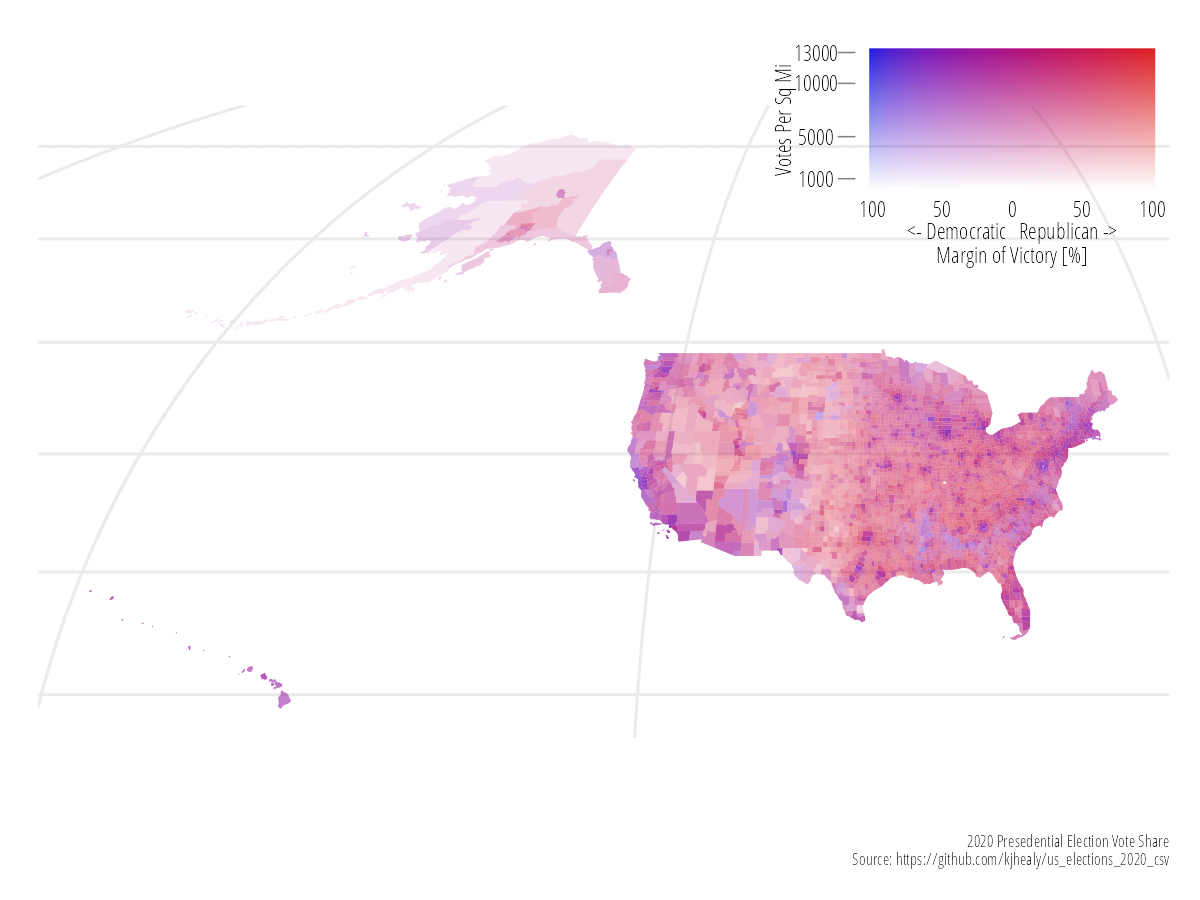 Votes Per Sq Mi
13000
10000
5000
1000
100 50 0 50 100
<- Democratic Republican ->
Margin of Victory [%]
2020 Presedential Election Vote Share
Source: https://github.com/kjhealy/us_elections_2020_csv